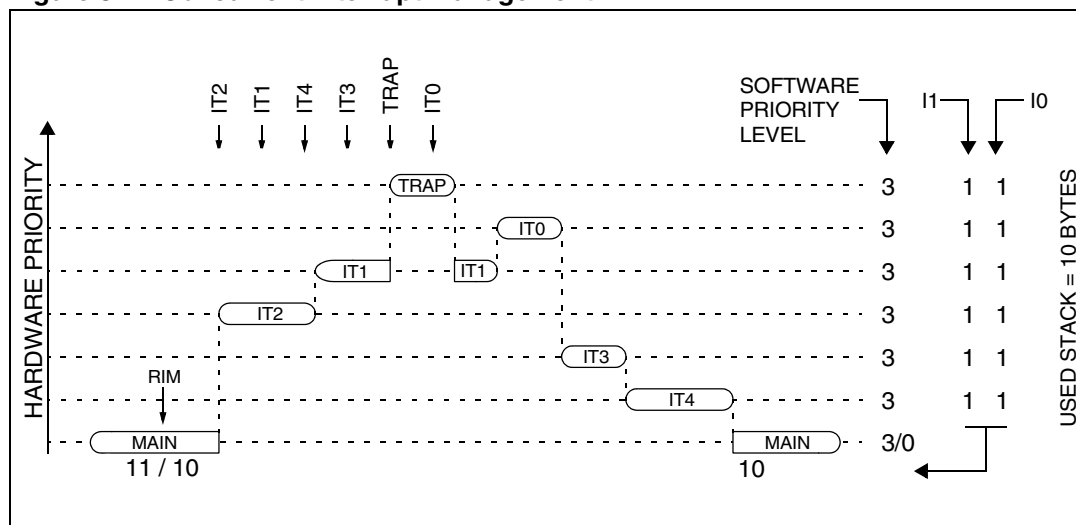 IT2
IT1
IT4
IT3
TRAP
IT0
SOFTWARE
PRIORITY
LEVEL
I1
I0
HARDWARE PRIORITY
TRAP
3 1 1
IT0
3 1 1
IT1 IT1
3 1 1
IT2
3 1 1
IT3
3 1 1
RIM
IT4
3 1 1
MAIN MAIN
3/0
11 / 10
10
USED STACK = 10 BYTES